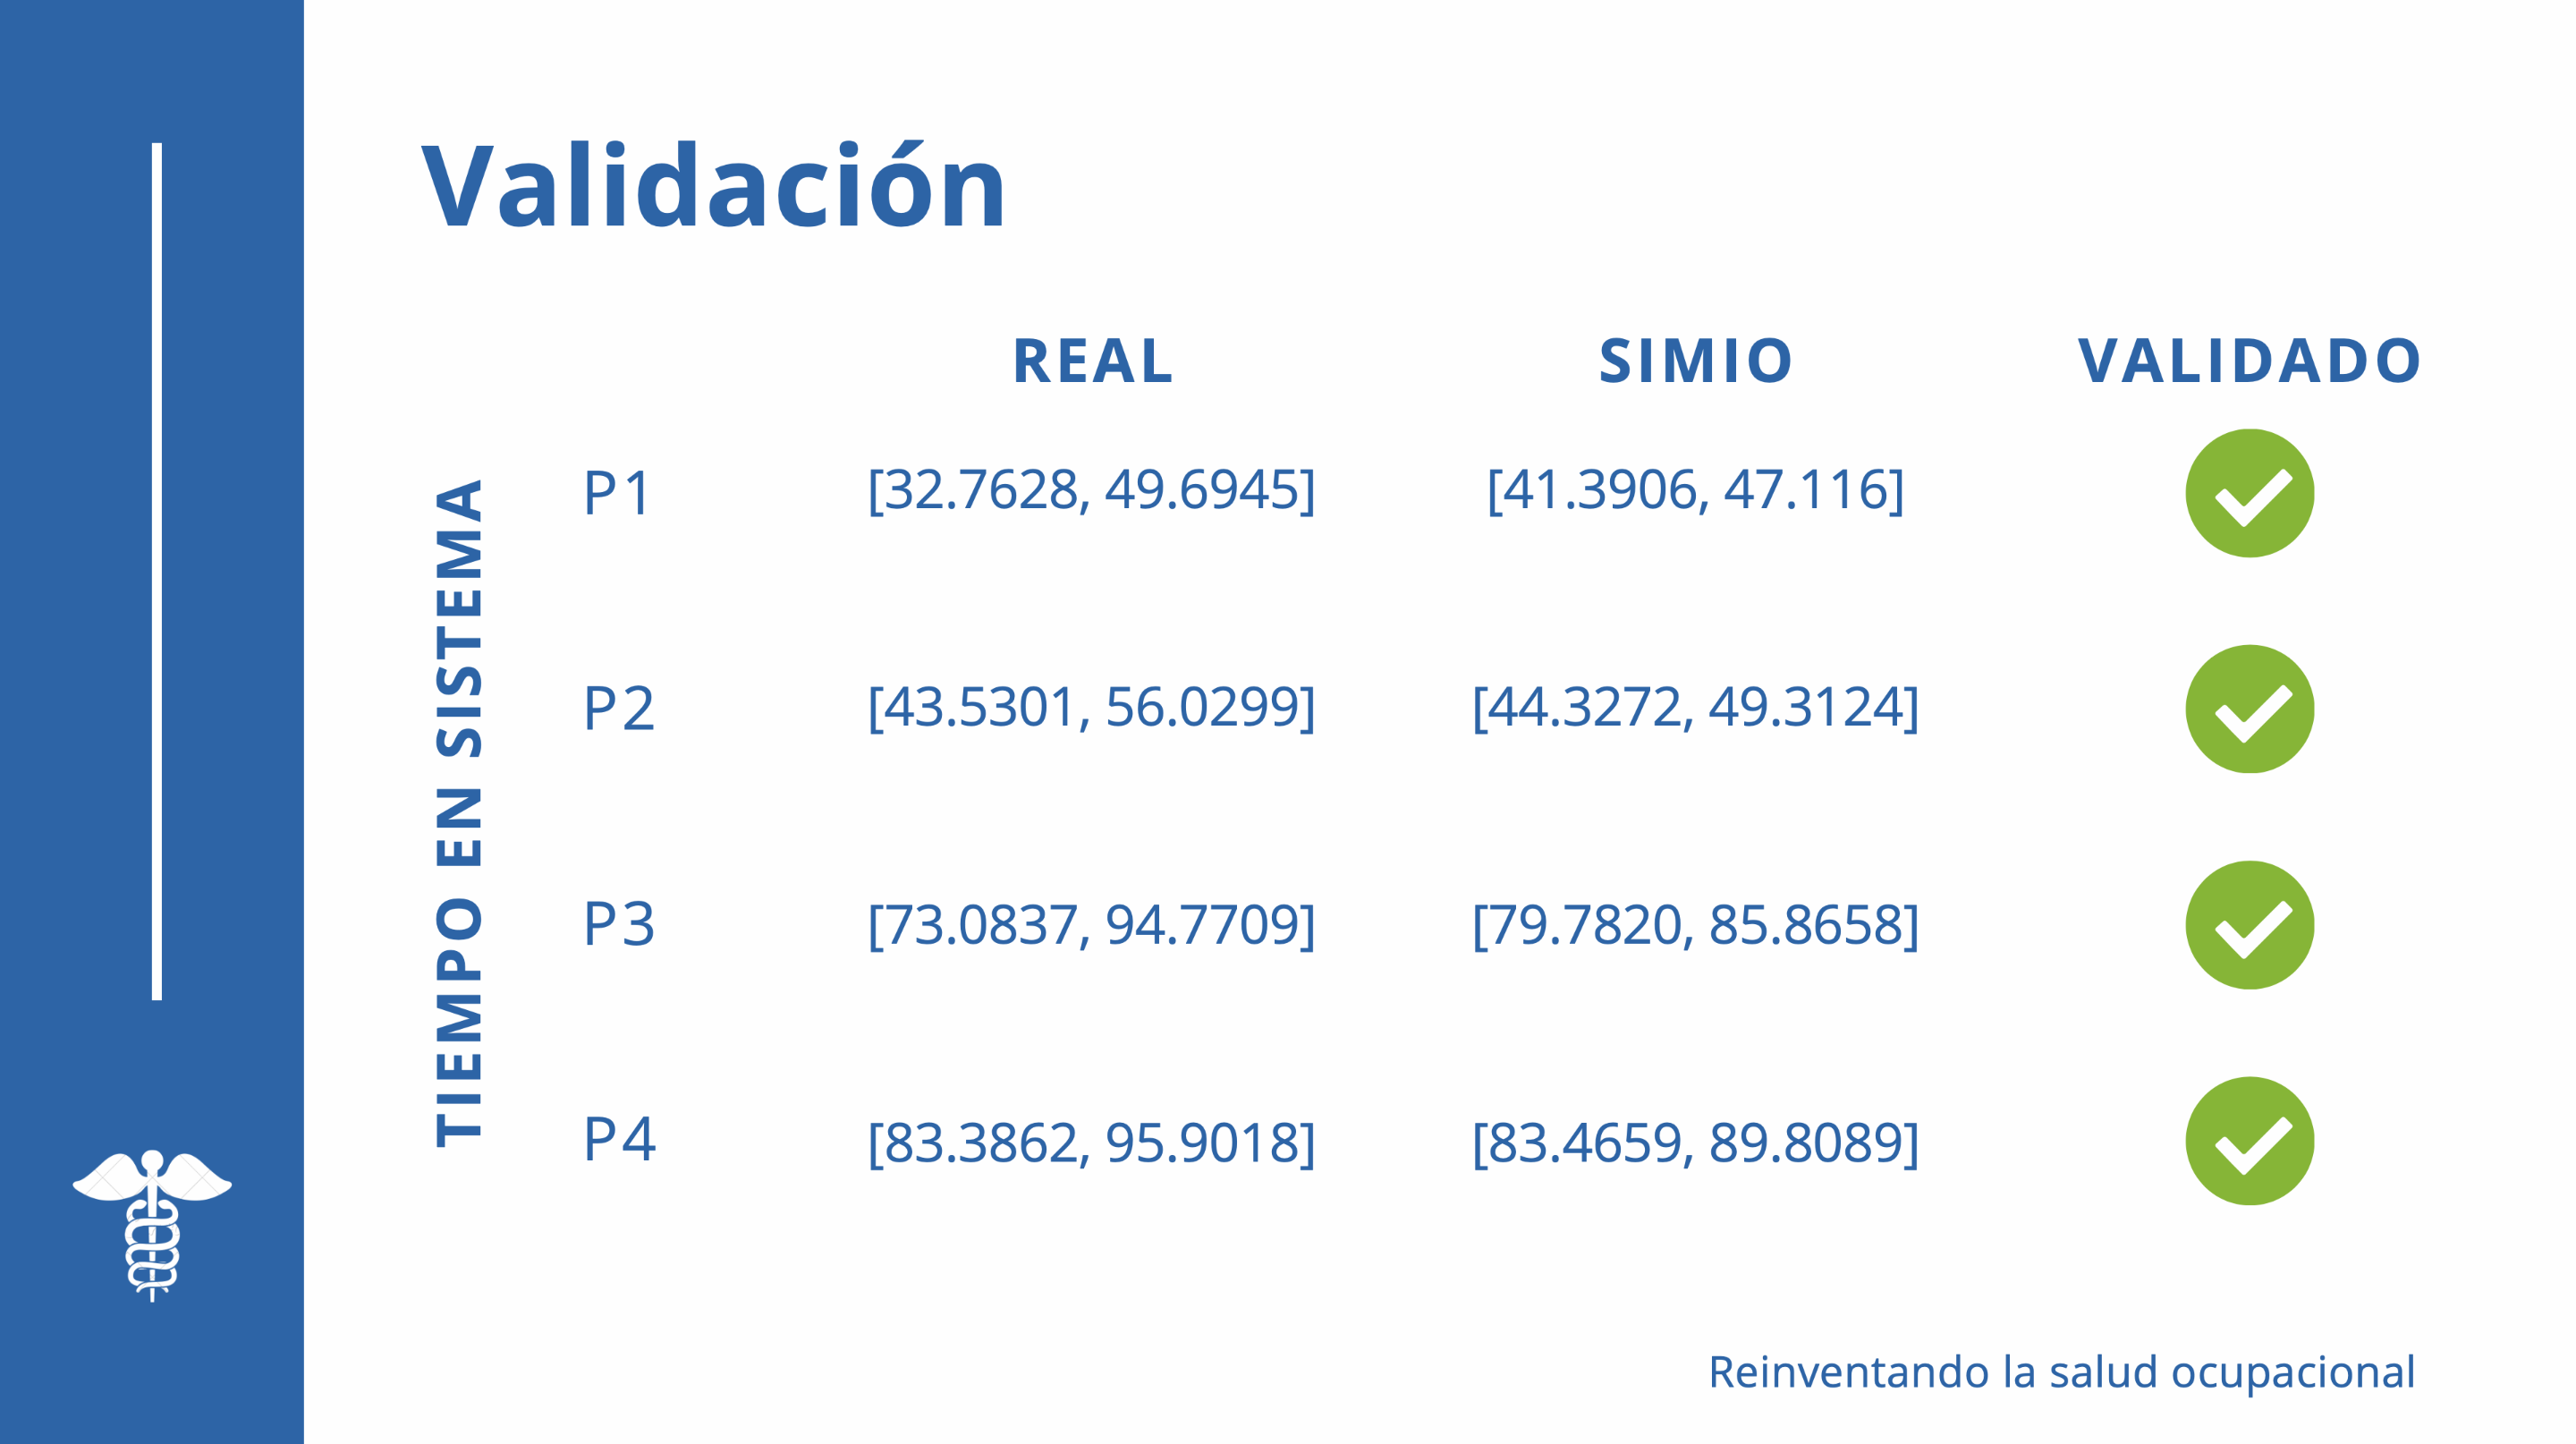 Validación
REAL SIMIO VALIDADO
TIEMPO EN SISTEMA
P1 [32.7628, 49.6945] [41.3906, 47.116]
P2 [43.5301, 56.0299] [44.3272, 49.3124]
P3 [73.0837, 94.7709] [79.7820, 85.8658]
P4 [83.3862, 95.9018] [83.4659, 89.8089]
Reinventando la salud ocupacional